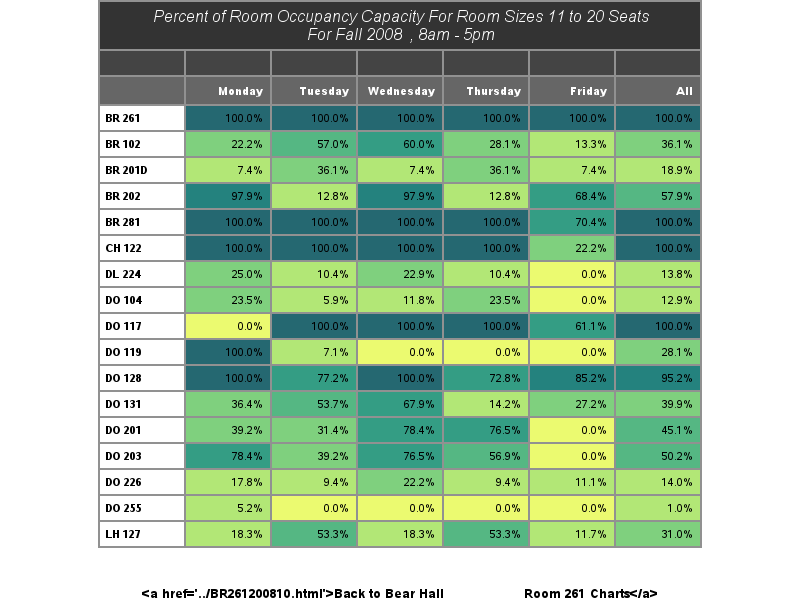 Percent of Room Occupancy Capacity For Room Sizes 11 to 20 Seats
For Fall 2008 , 8am - 5pm
Monday Tuesday Wednesday Thursday Friday All
BR 261 100.0% 100.0% 100.0% 100.0% 100.0% 100.0%
BR 102 22.2% 57.0% 60.0% 28.1% 13.3% 36.1%
BR 201D 7.4% 36.1% 7.4% 36.1% 7.4% 18.9%
BR 202 97.9% 12.8% 97.9% 12.8% 68.4% 57.9%
BR 281 100.0% 100.0% 100.0% 100.0% 70.4% 100.0%
CH 122 100.0% 100.0% 100.0% 100.0% 22.2% 100.0%
DL 224 25.0% 10.4% 22.9% 10.4% 0.0% 13.8%
DO 104 23.5% 5.9% 11.8% 23.5% 0.0% 12.9%
DO 117 0.0% 100.0% 100.0% 100.0% 61.1% 100.0%
DO 119 100.0% 7.1% 0.0% 0.0% 0.0% 28.1%
DO 128 100.0% 77.2% 100.0% 72.8% 85.2% 95.2%
DO 131 36.4% 53.7% 67.9% 14.2% 27.2% 39.9%
DO 201 39.2% 31.4% 78.4% 76.5% 0.0% 45.1%
DO 203 78.4% 39.2% 76.5% 56.9% 0.0% 50.2%
DO 226 17.8% 9.4% 22.2% 9.4% 11.1% 14.0%
DO 255 5.2% 0.0% 0.0% 0.0% 0.0% 1.0%
LH 127 18.3% 53.3% 18.3% 53.3% 11.7% 31.0%
<a href='../BR261200810.html'>Back to Bear Hall Room 261 Charts</a>